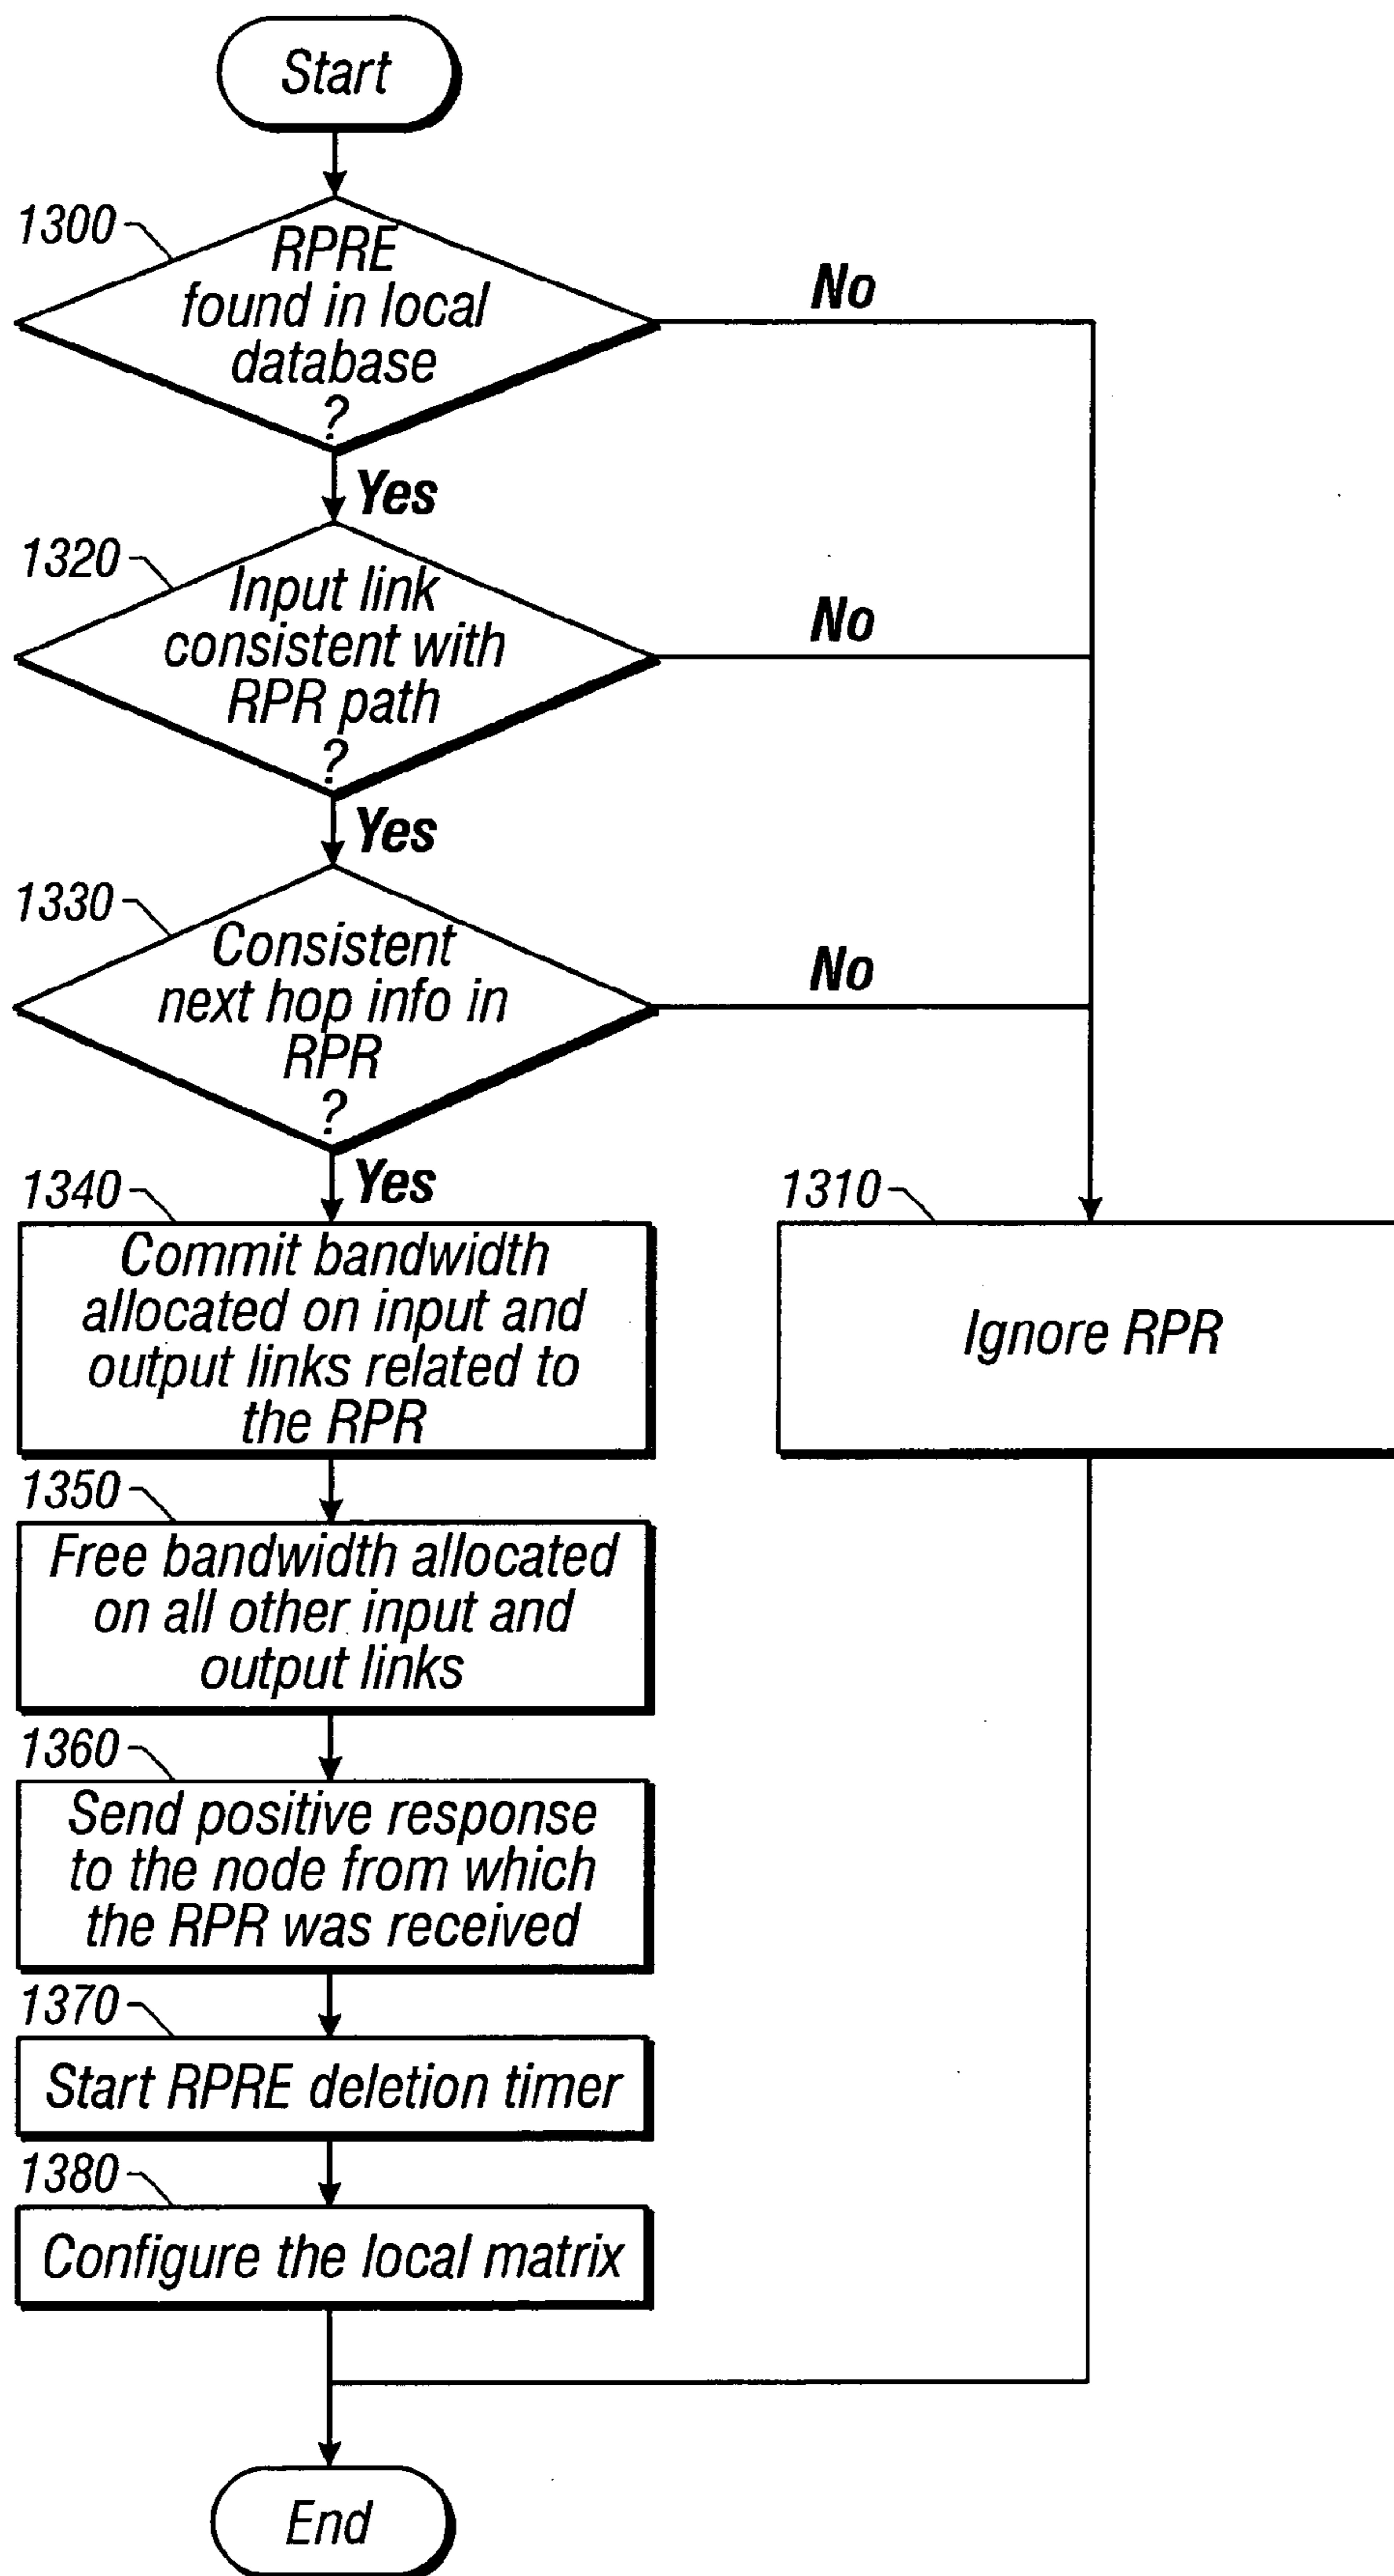 Start
1300
RPRE
found in local
database
?
No
Yes
1320
Input link
consistent with
RPR path
?
No
Yes
1330
Consistent
next hop info in
RPR
?
No
Yes
1340
Commit bandwidth
allocated on input and
output links related to
the RPR
1310
Ignore RPR
1350
Free bandwidth allocated
on all other input and
output links
1360
Send positive response
to the node from which
the RPR was received
1370
Start RPRE deletion timer
1380
Configure the local matrix
End